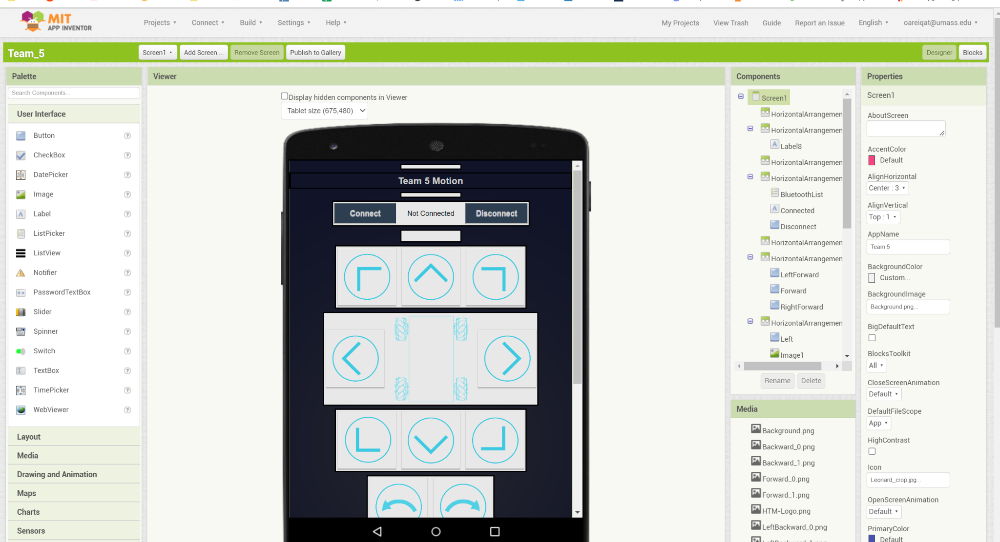 MIT
APP INVENTOR
Projects
Connect
Build
Settings
Help
My Projects
View Trash
Guide
Report an Issue
English
oareiqat@umass.edu
Team_5
Screen1
Add Screen ...
Remove Screen
Publish to Gallery
Designer
Blocks
Palette
Search Components...
User Interface
Button
CheckBox
DatePicker
Image
Label
ListPicker
ListView
Notifier
PasswordTextBox
Slider
Spinner
Switch
TextBox
TimePicker
WebViewer
Layout
Media
Drawing and Animation
Maps
Charts
Sensors
Viewer
Display hidden components in Viewer
Tablet size (675,480)
Team 5 Motion
Connect
Not Connected
Disconnect
Components
Screen1
HorizontalArrangemen
HorizontalArrangemen
Label8
HorizontalArrangemen
HorizontalArrangemen
BluetoothList
Connected
Disconnect
HorizontalArrangemen
HorizontalArrangemen
LeftForward
Forward
RightForward
HorizontalArrangemen
Left
Image1
Rename
Delete
Media
Background.png
Backward_0.png
Backward_1.png
Forward_0.png
Forward_1.png
HTM-Logo.png
LeftBackward_0.png
Properties
Screen1
AboutScreen
AccentColor
Default
AlignHorizontal
Center : 3
AlignVertical
Top : 1
AppName
Team 5
BackgroundColor
Custom...
BackgroundImage
Background.png...
BigDefaultText
BlocksToolkit
All
CloseScreenAnimation
Default
DefaultFileScope
App
HighContrast
Icon
Leonard_crop.jpg...
OpenScreenAnimation
Default
PrimaryColor
Default